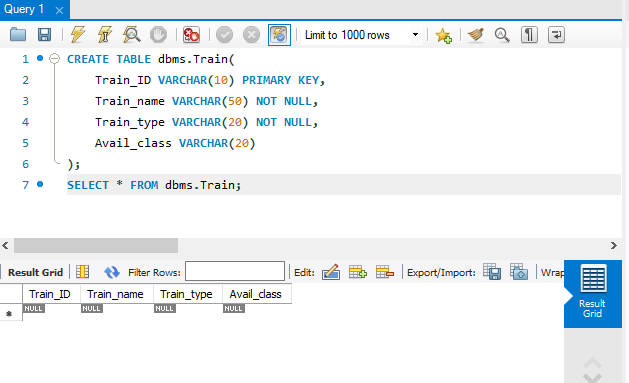 Query 1
Limit to 1000 rows
1 CREATE TABLE dbms.Train(
2 Train_ID VARCHAR(10) PRIMARY KEY,
3 Train_name VARCHAR(50) NOT NULL,
4 Train_type VARCHAR(20) NOT NULL,
5 Avail_class VARCHAR(20)
6 );
7 SELECT * FROM dbms.Train;
Result Grid Filter Rows: Edit: Export/Import: Wrap
Train_ID Train_name Train_type Avail_class
NULL NULL NULL NULL
Result
Grid